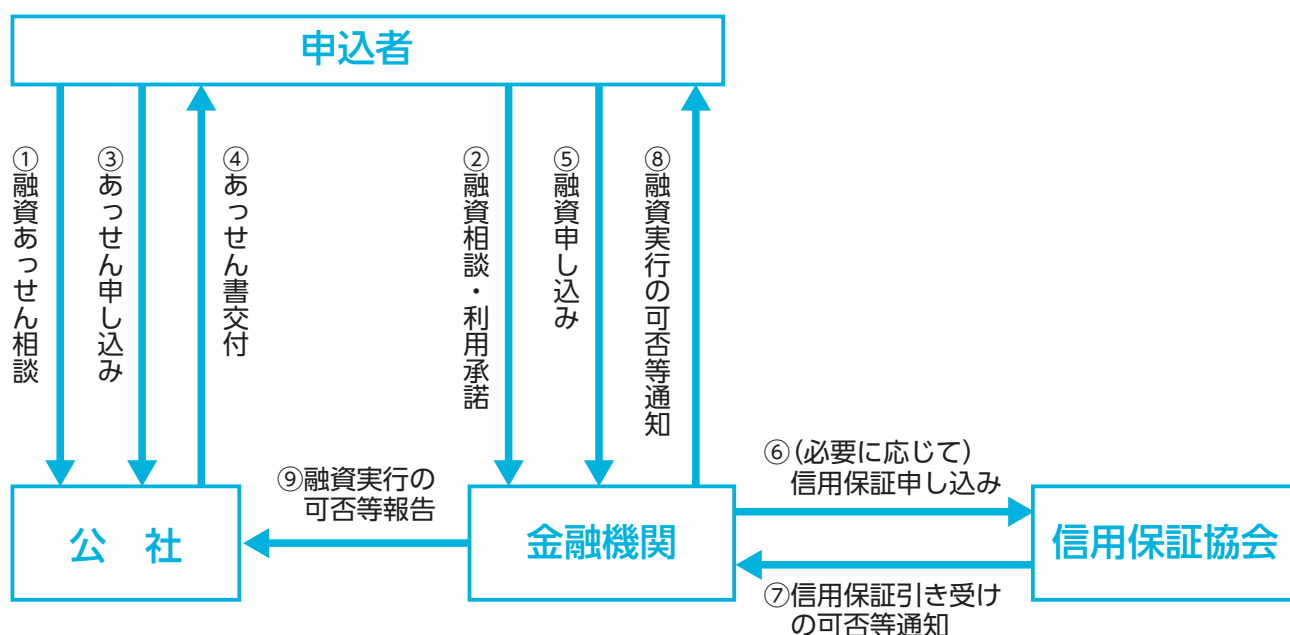 申込者
①融資あっせん相談
③あっせん申し込み
④あっせん書交付
②融資相談・利用承諾
⑤融資申し込み
⑧融資実行の可否等通知
⑨融資実行の
可否等報告
⑥（必要に応じて）
信用保証申し込み
公　社
金融機関
信用保証協会
⑦信用保証引き受け
の可否等通知